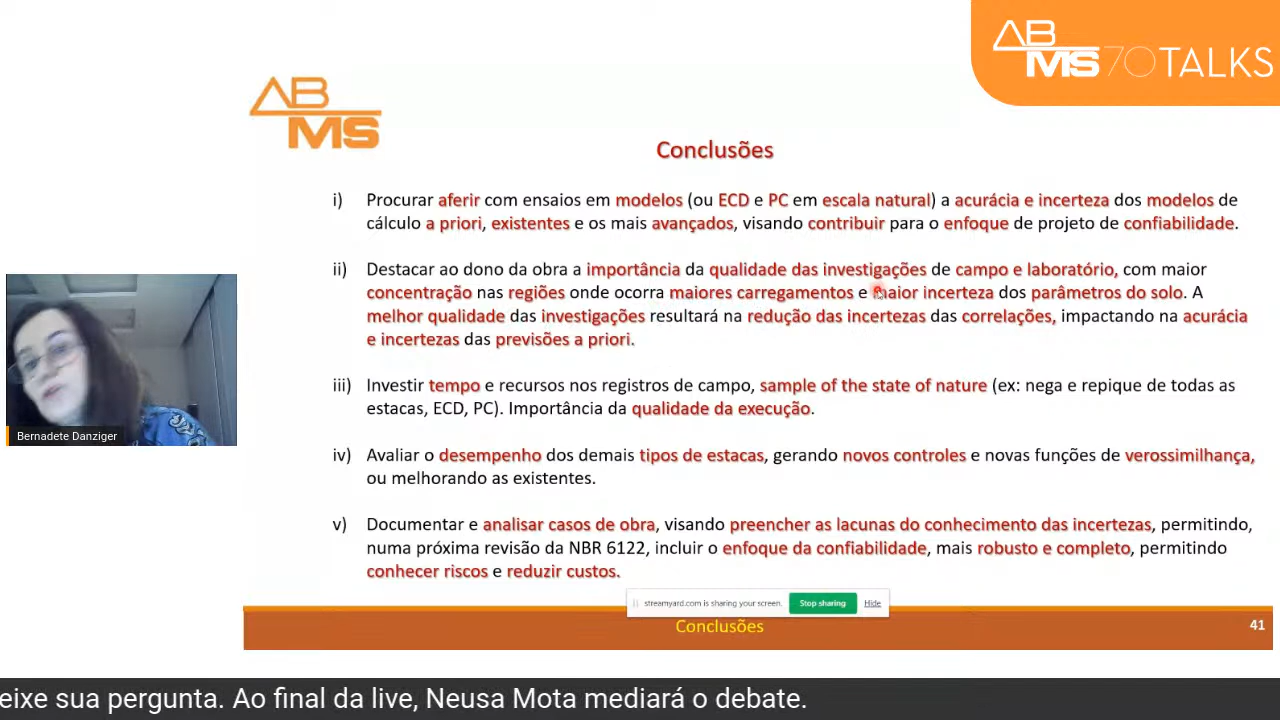 AB
MS 70 TALKS
AB
MS
Conclusões
i) Procurar aferir com ensaios em modelos (ou ECD e PC em escala natural) a acurácia e incerteza dos modelos de
cálculo a priori, existentes e os mais avançados, visando contribuir para o enfoque de projeto de confiabilidade.
ii) Destacar ao dono da obra a importância da qualidade das investigações de campo e laboratório, com maior
concentração nas regiões onde ocorra maiores carregamentos e maior incerteza dos parâmetros do solo. A
melhor qualidade das investigações resultará na redução das incertezas das correlações, impactando na acurácia
e incertezas das previsões a priori.
iii) Investir tempo e recursos nos registros de campo, sample of the state of nature (ex: nega e repique de todas as
estacas, ECD, PC). Importância da qualidade da execução.
iv) Avaliar o desempenho dos demais tipos de estacas, gerando novos controles e novas funções de verossimilhança,
ou melhorando as existentes.
v) Documentar e analisar casos de obra, visando preencher as lacunas do conhecimento das incertezas, permitindo,
numa próxima revisão da NBR 6122, incluir o enfoque da confiabilidade, mais robusto e completo, permitindo
conhecer riscos e reduzir custos.
Bernadete Danziger
streamyard.com is sharing your screen. Stop sharing Hide
Conclusões 41
eixe sua pergunta. Ao final da live, Neusa Mota mediará o debate.